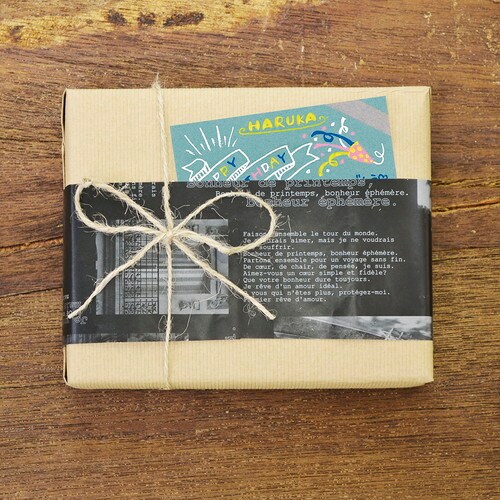 HARUKA
Bonheur de printemps,
Bonheur de printemps, bonheur éphémère.
Bonheur éphémère.
ensemble le tour du monde.
aimer, mais je ne voudrais
souffrir.
Bonheur de printemps, bonheur éphémère.
Partons ensemble pour un voyage sans fin.
De cœur, de chair, de pensée, je suis.
Aimez-vous un cœur simple et fidèle?
Que votre bonheur dure toujours.
Je rêve d'un amour idéal.
vous qui n'êtes plus, protégez-moi.
Premier rêve d'amour.